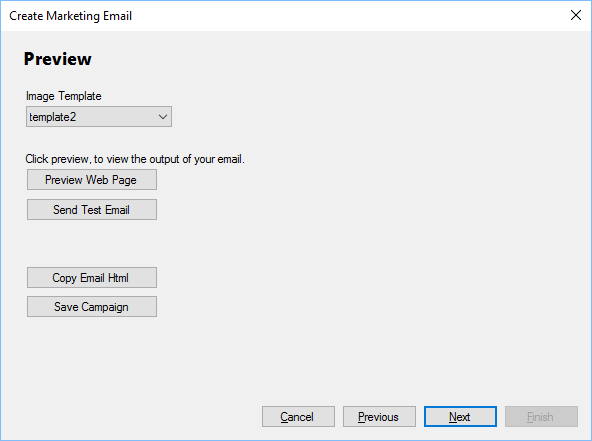 Create Marketing Email
Preview
Image Template
template2
Click preview, to view the output of your email.
Preview Web Page
Send Test Email
Copy Email Html
Save Campaign
Cancel Previous Next Finish